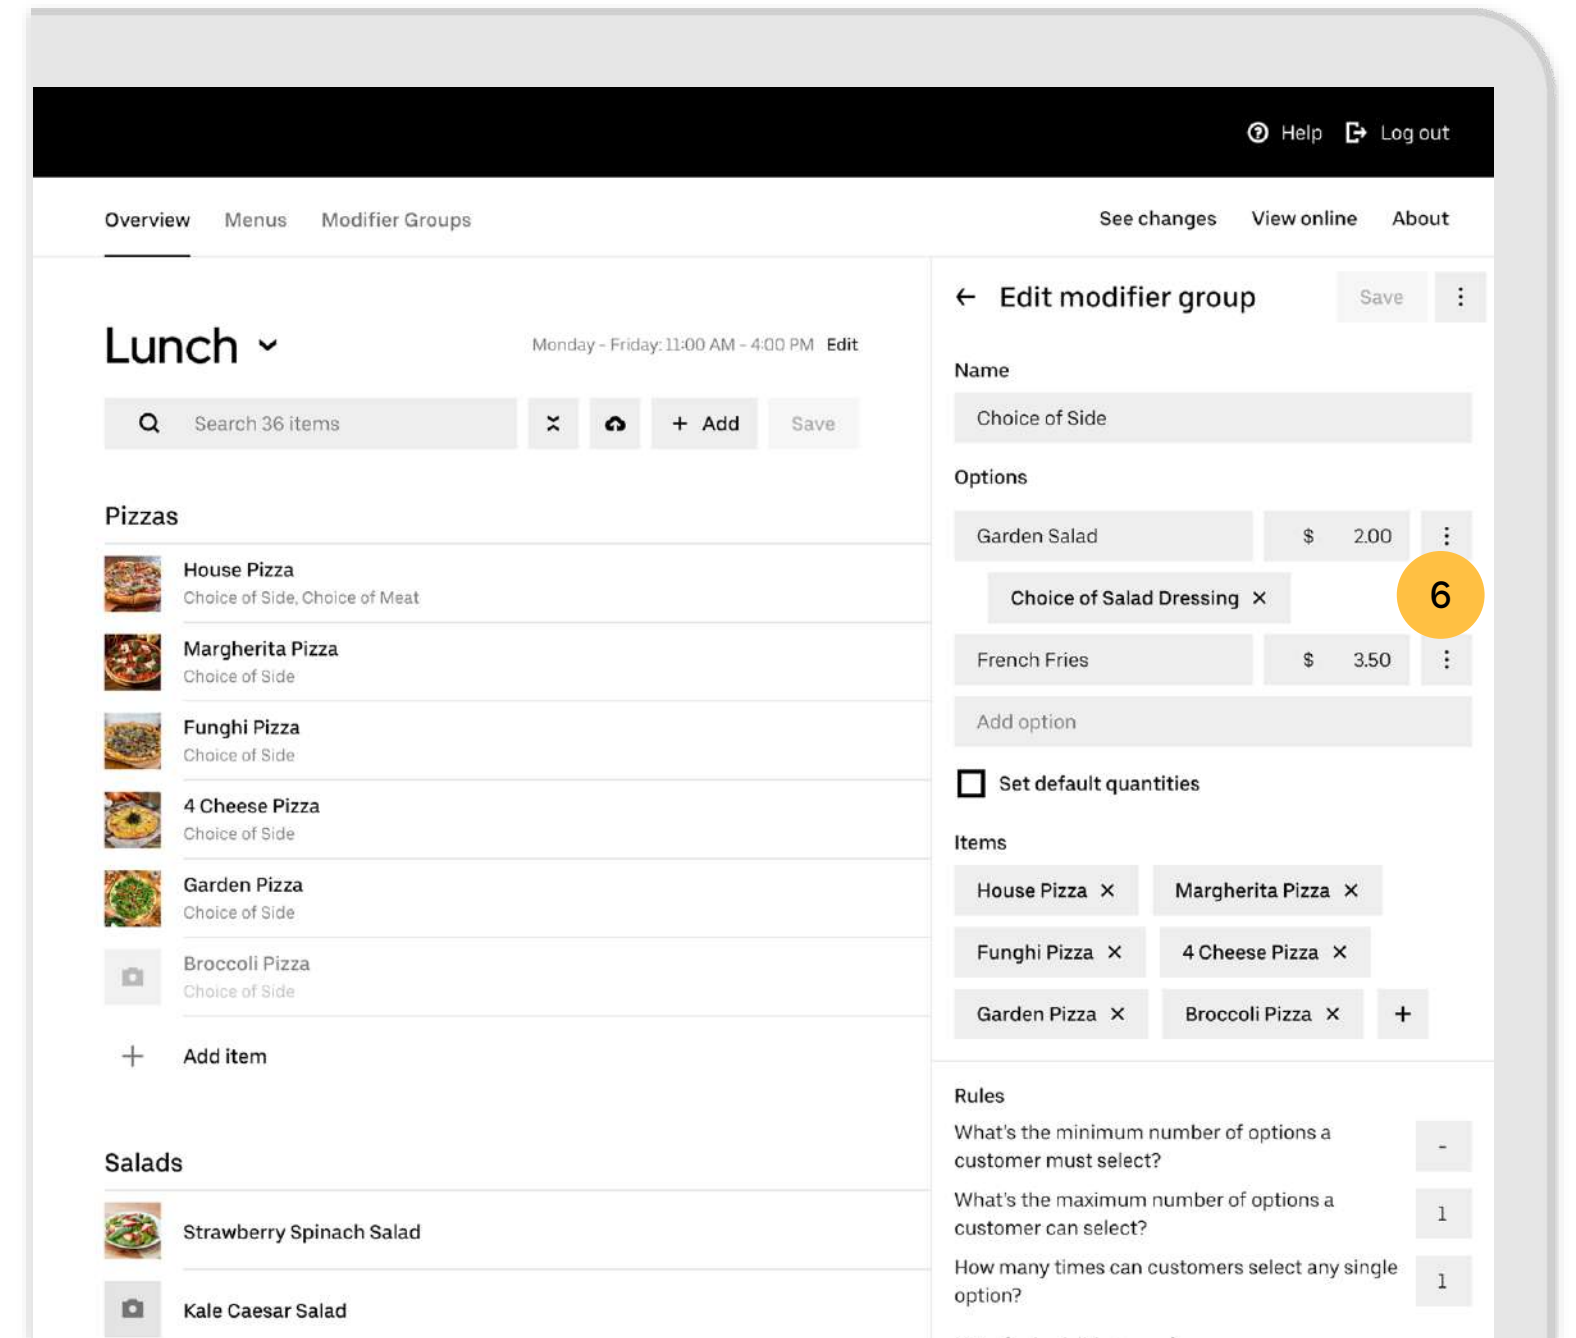 Help
Log out
Overview
Menus
Modifier Groups
See changes
View online
About
Lunch
Monday - Friday: 11:00 AM - 4:00 PM Edit
Search 36 items
+ Add
Save
Pizzas
House Pizza
Choice of Side, Choice of Meat
Margherita Pizza
Choice of Side
Funghi Pizza
Choice of Side
4 Cheese Pizza
Choice of Side
Garden Pizza
Choice of Side
Broccoli Pizza
Choice of Side
+ Add item
Salads
Strawberry Spinach Salad
Kale Caesar Salad
← Edit modifier group
Save
Name
Choice of Side
Options
Garden Salad
$ 2.00
Choice of Salad Dressing ×
6
French Fries
$ 3.50
Add option
Set default quantities
Items
House Pizza ×
Margherita Pizza ×
Funghi Pizza ×
4 Cheese Pizza ×
Garden Pizza ×
Broccoli Pizza ×
+
Rules
What's the minimum number of options a
customer must select?
-
What's the maximum number of options a
customer can select?
1
How many times can customers select any single
option?
1